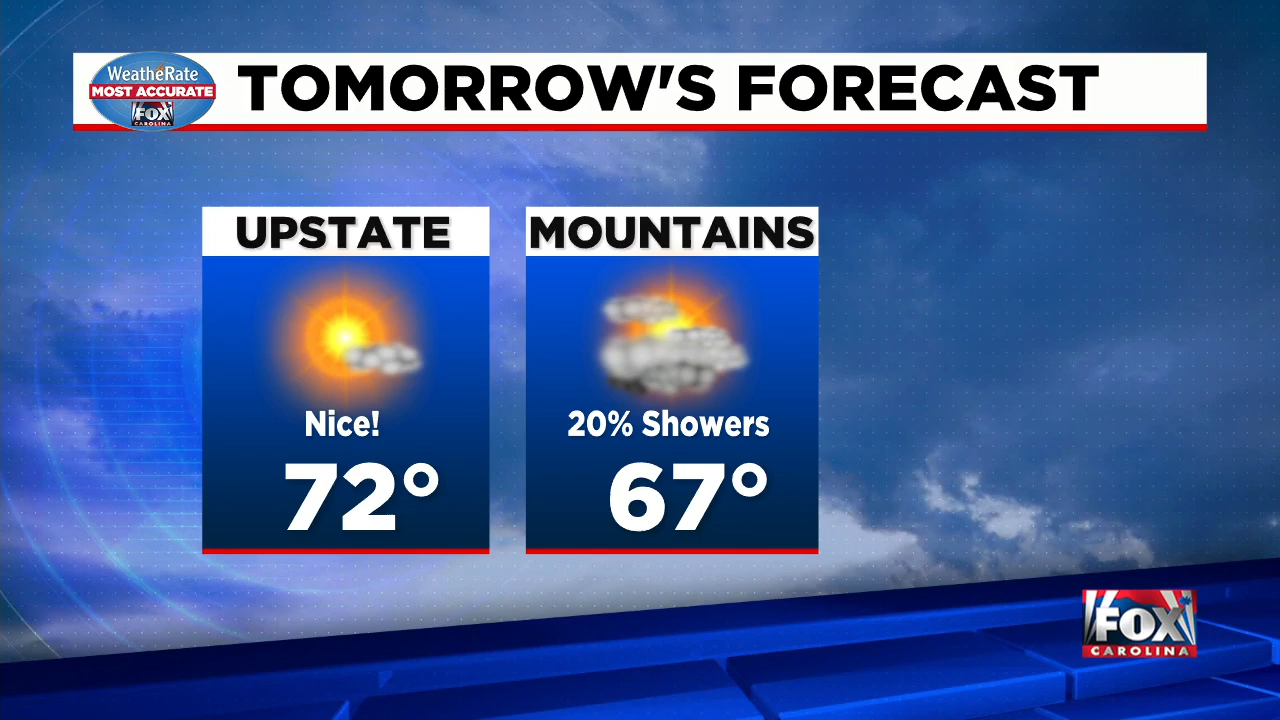 WeatheRate
MOST ACCURATE
FOX
CAROLINA
TOMORROW'S FORECAST
UPSTATE
Nice!
72°
MOUNTAINS
20% Showers
67°
FOX
CAROLINA